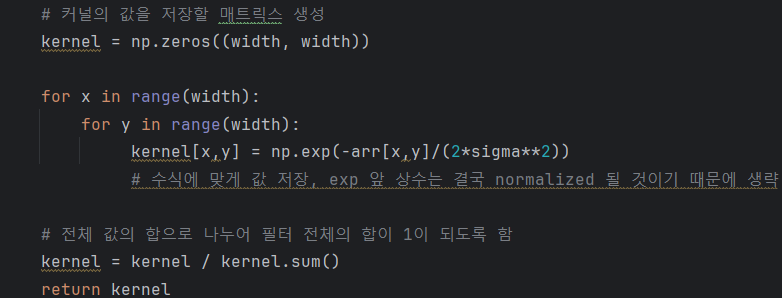 # 커널의 값을 저장할 매트릭스 생성
kernel = np.zeros((width, width))
for x in range(width):
for y in range(width):
kernel[x,y] = np.exp(-arr[x,y]/(2*sigma**2))
# 수식에 맞게 값 저장, exp 앞 상수는 결국 normalized 될 것이기 때문에 생략
# 전체 값의 합으로 나누어 필터 전체의 합이 1이 되도록 함
kernel = kernel / kernel.sum()
return kernel